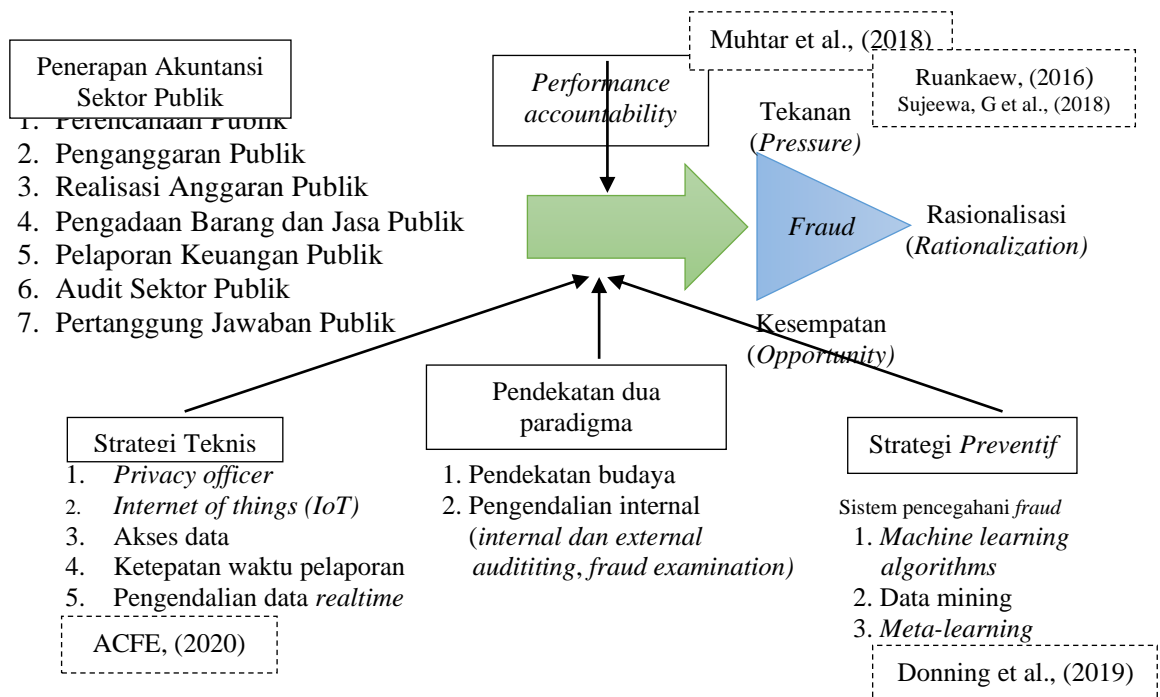 Penerapan Akuntansi
Sektor Publik
1. Perencanaan Publik
2. Penganggaran Publik
3. Realisasi Anggaran Publik
4. Pengadaan Barang dan Jasa Publik
5. Pelaporan Keuangan Publik
6. Audit Sektor Publik
7. Pertanggung Jawaban Publik
Performance
accountability
Muhtar et al., (2018)
Ruankaew, (2016)
Sujeewa, G et al., (2018)
Tekanan
(Pressure)
Fraud
Rasionalisasi
(Rationalization)
Kesempatan
(Opportunity)
Strategi Teknis
1. Privacy officer
2. Internet of things (IoT)
3. Akses data
4. Ketepatan waktu pelaporan
5. Pengendalian data realtime
ACFE, (2020)
Pendekatan dua
paradigma
1. Pendekatan budaya
2. Pengendalian internal
(internal dan external
audititing, fraud examination)
Strategi Preventif
Sistem pencegahani fraud
1. Machine learning
algorithms
2. Data mining
3. Meta-learning
Donning et al., (2019)